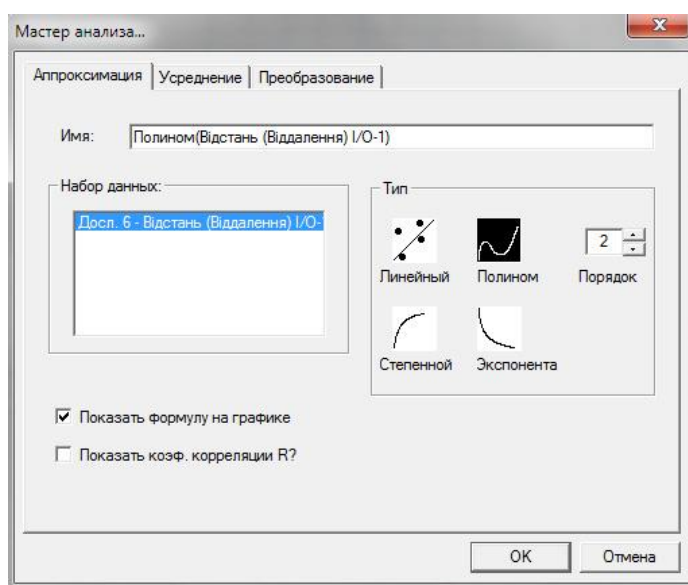 Мастер анализа...
Аппроксимация Усреднение Преобразование
Имя: Полином(Відстань (Віддалення) I/O-1)
Набор данных:
Досл. 6 - Відстань (Віддалення) I/O-
Тип
2
Линейный Полином Порядок
Степенной Экспонента
Показать формулу на графике
Показать коэф. корреляции R?
OK Отмена